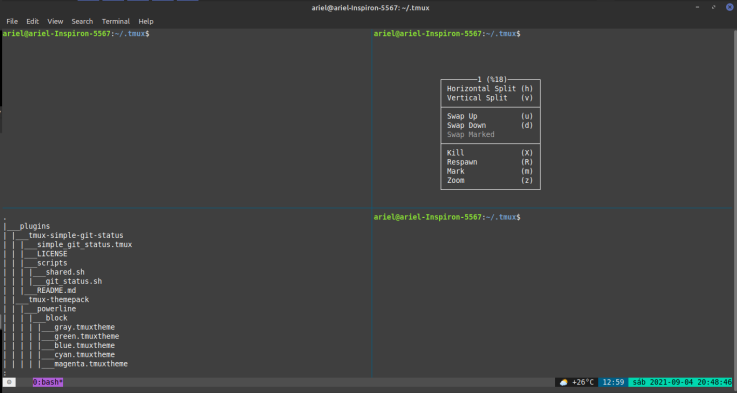 ariel@ariel-Inspiron-5567: ~/.tmux
File Edit View Search Terminal Help
ariel@ariel-Inspiron-5567:~/.tmux$
ariel@ariel-Inspiron-5567:~/.tmux$
1 (%18)
Horizontal Split (h)
Vertical Split (v)
Swap Up (u)
Swap Down (d)
Swap Marked
Kill (X)
Respawn (R)
Mark (m)
Zoom (z)
.
|___plugins
| |___tmux-simple-git-status
| | |___simple_git_status.tmux
| | |___LICENSE
| | |___scripts
| | | |___shared.sh
| | | |___git_status.sh
| | |___README.md
| |___tmux-themepack
| | |___powerline
| | | |___block
| | | | |___gray.tmuxtheme
| | | | |___green.tmuxtheme
| | | | |___blue.tmuxtheme
| | | | |___cyan.tmuxtheme
| | | | |___magenta.tmuxtheme
:
ariel@ariel-Inspiron-5567:~/.tmux$
0:bash* +26°C 12:59 sáb 2021-09-04 20:48:46